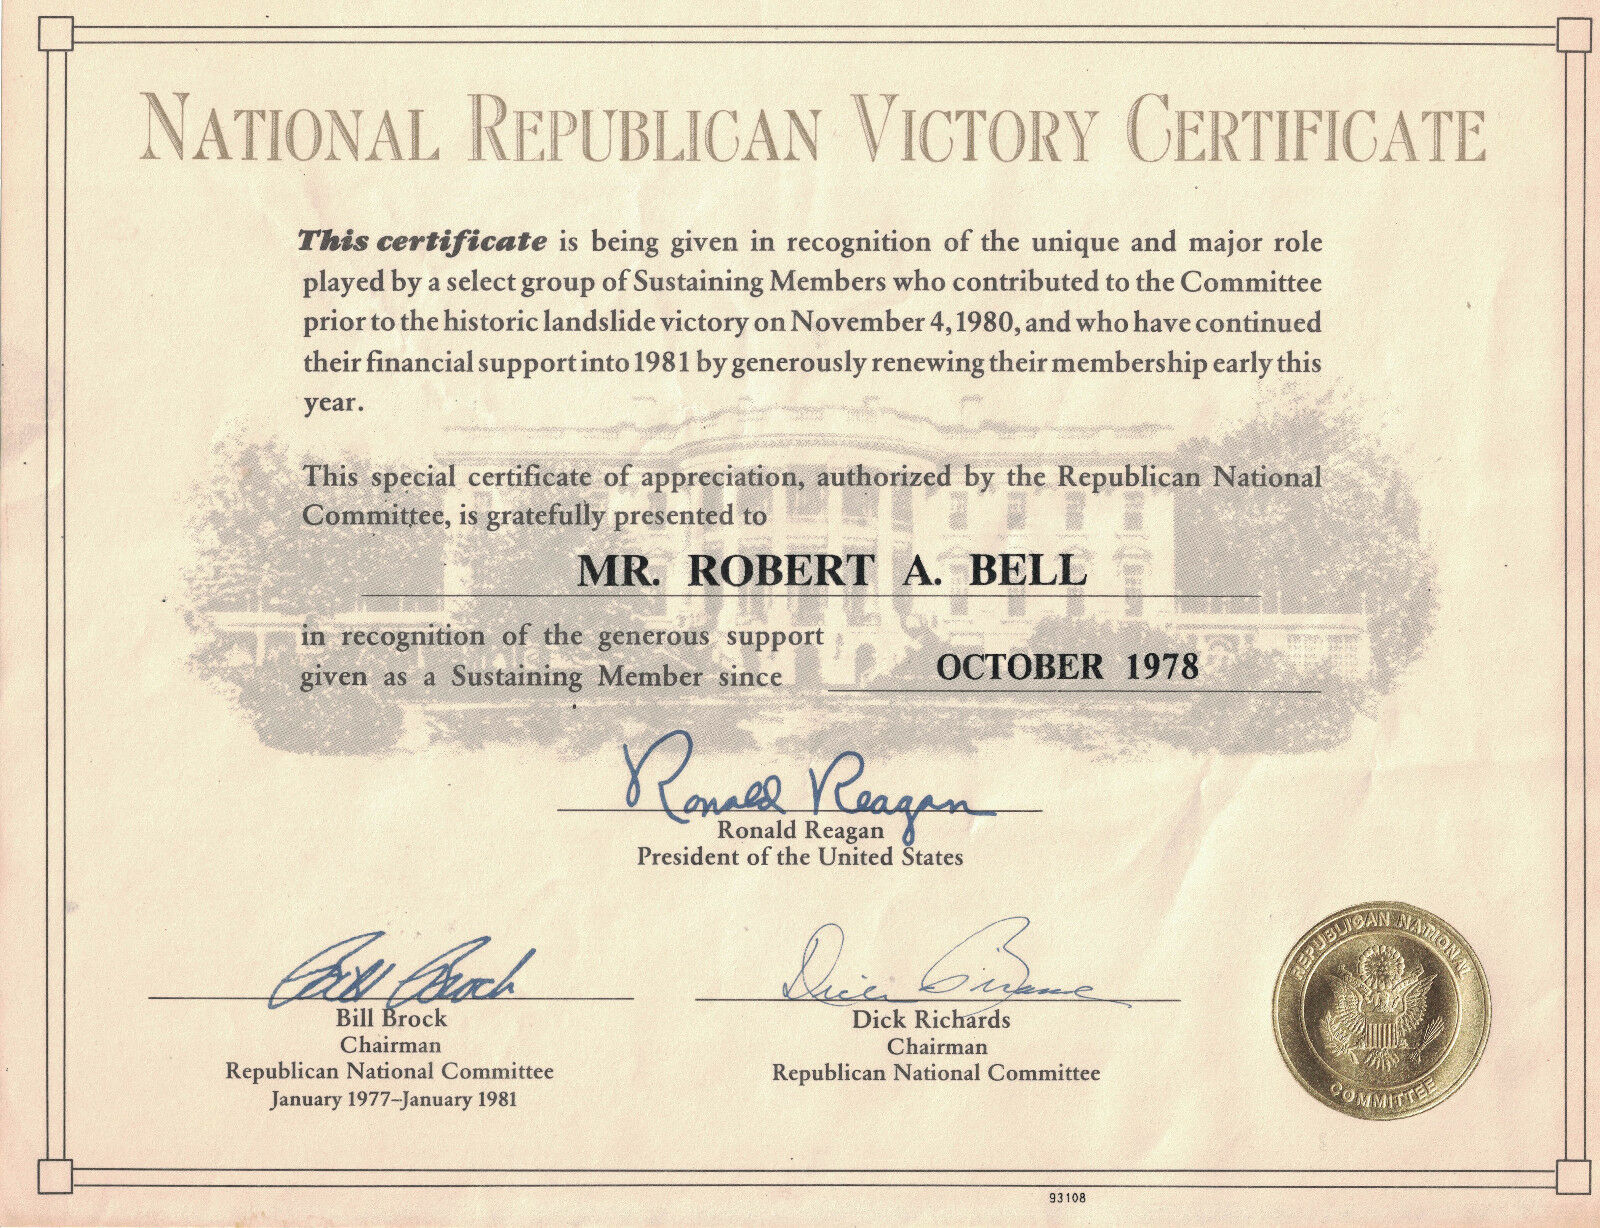 NATIONAL REPUBLICAN VICTORY CERTIFICATE
This certificate is being given in recognition of the unique and major role
played by a select group of Sustaining Members who contributed to the Committee
prior to the historic landslide victory on November 4, 1980, and who have continued
their financial support into 1981 by generously renewing their membership early this
year.
This special certificate of appreciation, authorized by the Republican National
Committee, is gratefully presented to
MR. ROBERT A. BELL
in recognition of the generous support
given as a Sustaining Member since OCTOBER 1978
Ronald Reagan
Ronald Reagan
President of the United States
Bill Brock
Bill Brock
Chairman
Republican National Committee
January 1977–January 1981
Dick Richards
Dick Richards
Chairman
Republican National Committee
REPUBLICAN NATIONAL
COMMITTEE
93108